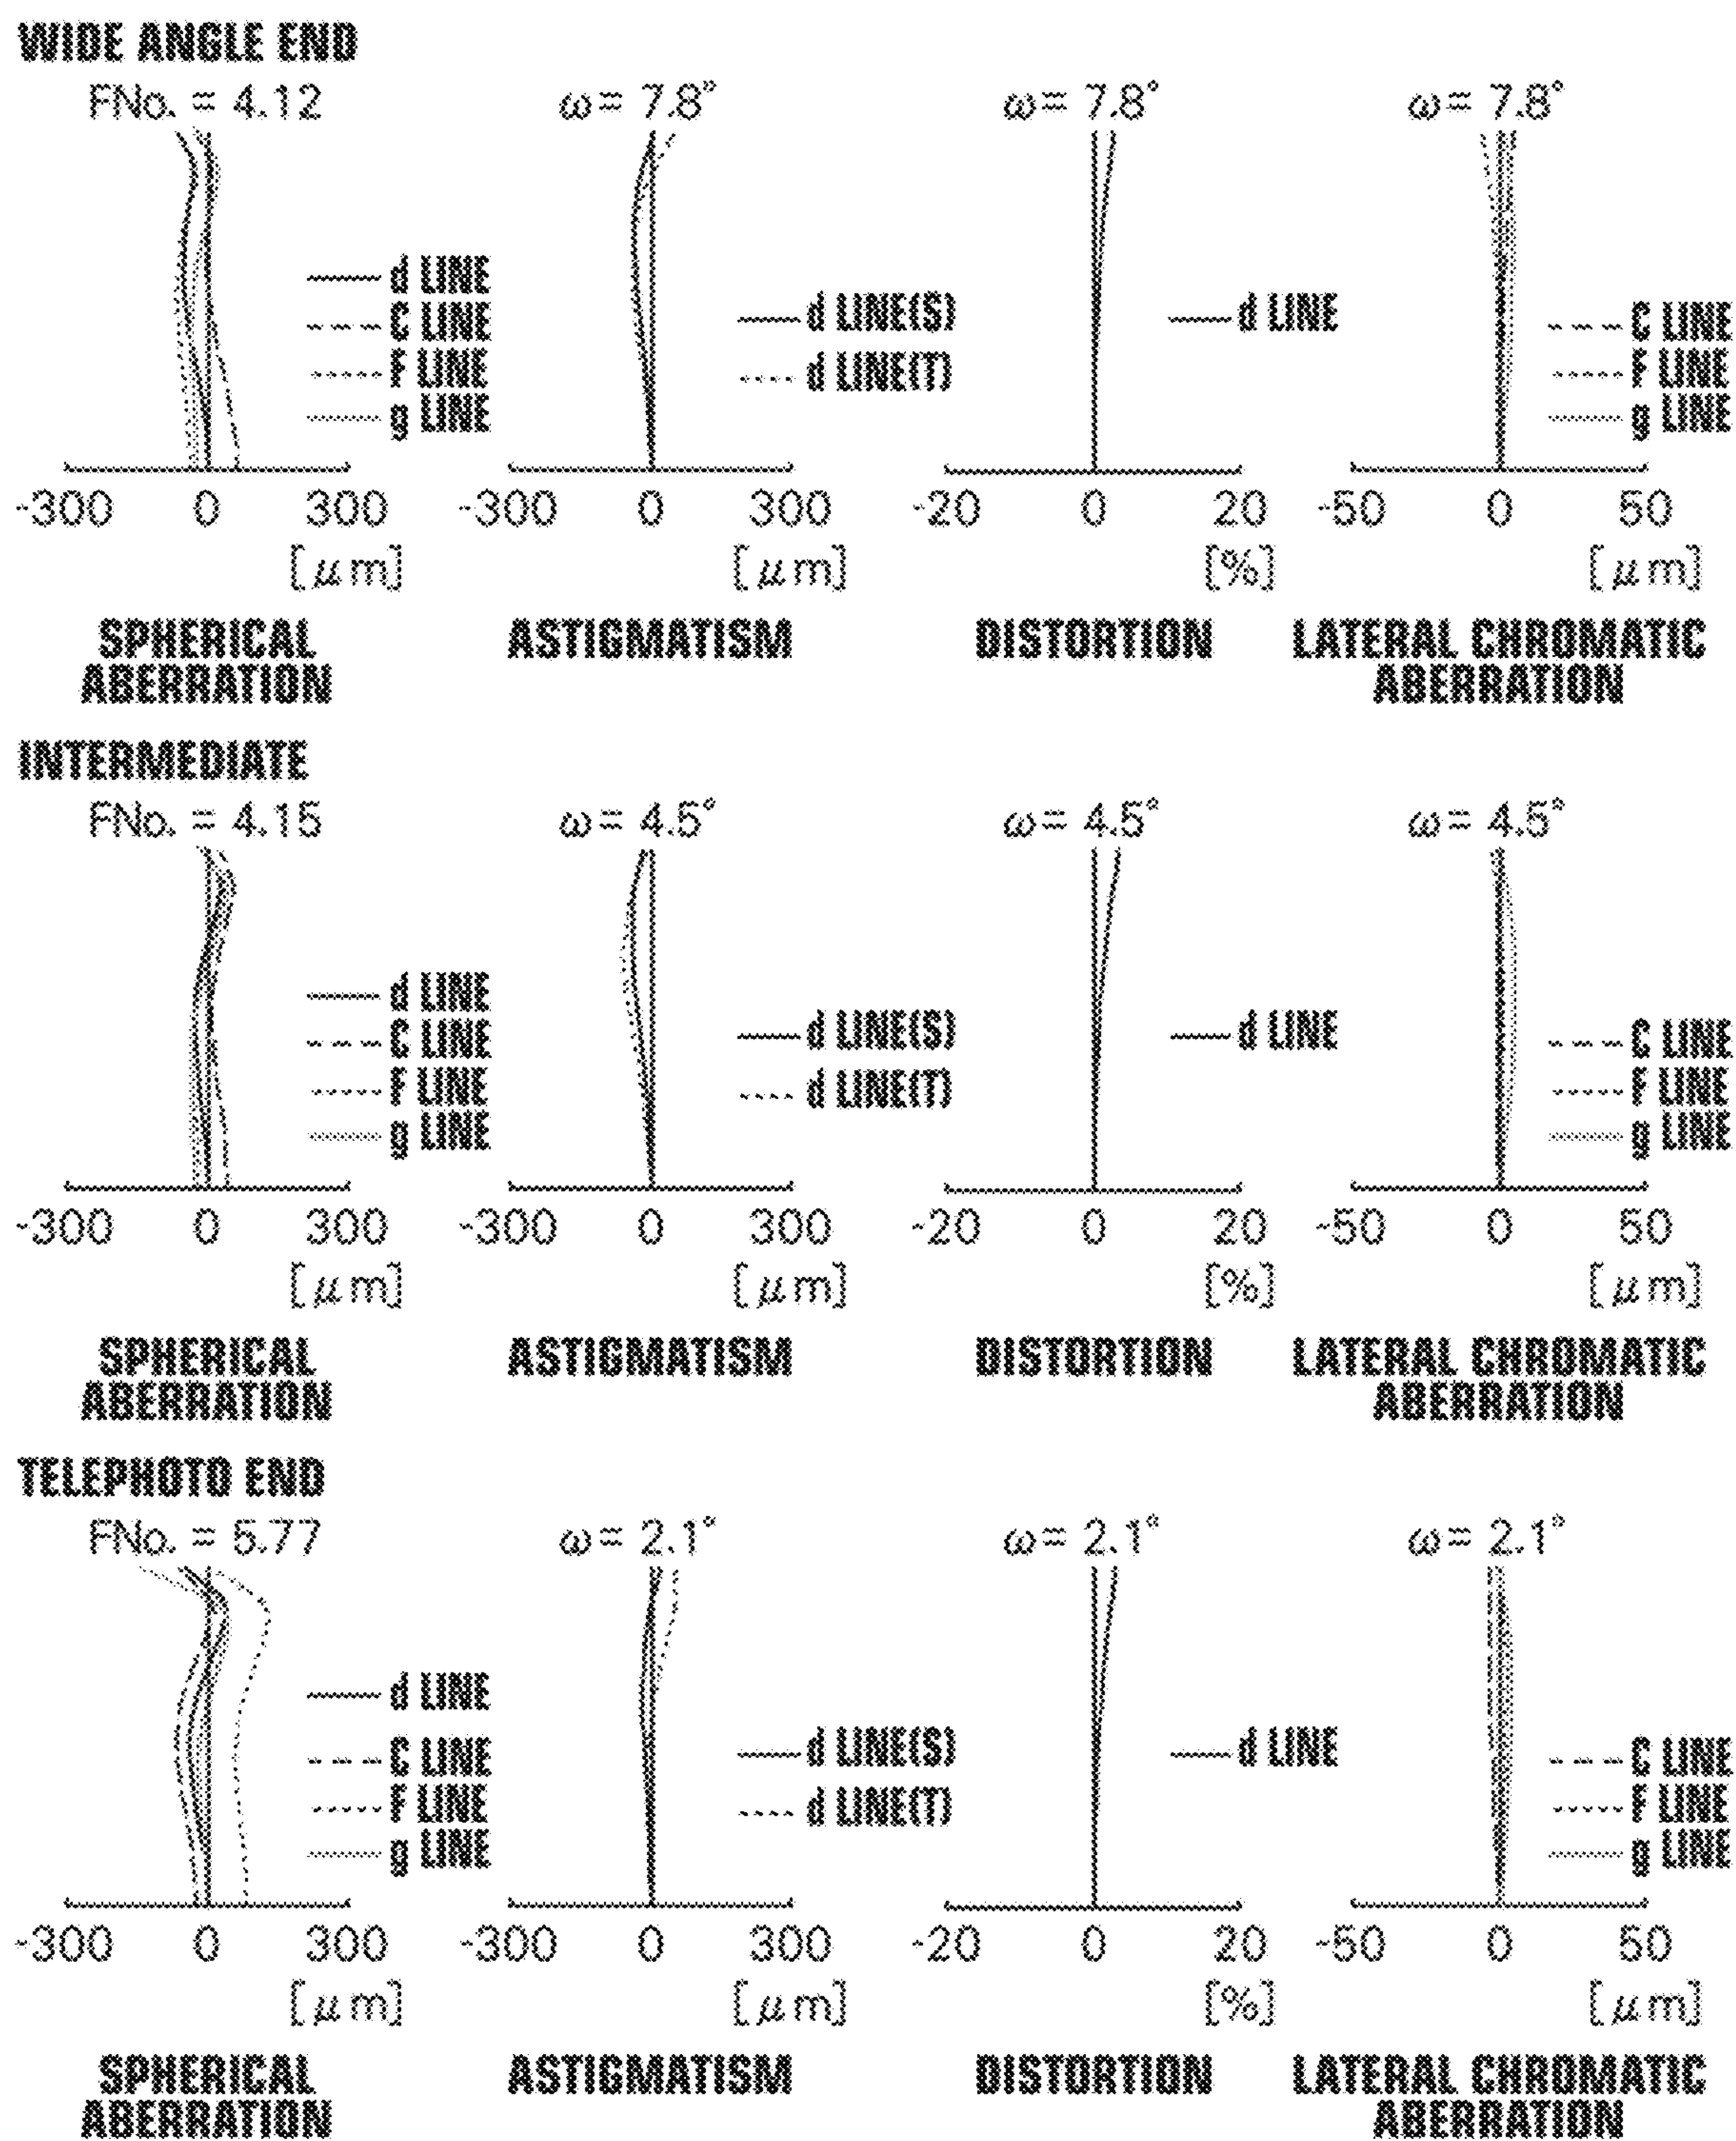 WIDE ANGLE END
FNo. = 4.12
ω= 7.8°
ω= 7.8°
ω= 7.8°
d LINE
C LINE
F LINE
g LINE
d LINE(S)
d LINE(T)
d LINE
C LINE
F LINE
g LINE
-300 0 300
-300 0 300
-20 0 20
-50 0 50
[μm]
[μm]
[%]
[μm]
SPHERICAL
ABERRATION
ASTIGMATISM
DISTORTION
LATERAL CHROMATIC
ABERRATION
INTERMEDIATE
FNo. = 4.15
ω= 4.5°
ω= 4.5°
ω= 4.5°
d LINE
C LINE
F LINE
g LINE
d LINE(S)
d LINE(T)
d LINE
C LINE
F LINE
g LINE
-300 0 300
-300 0 300
-20 0 20
-50 0 50
[μm]
[μm]
[%]
[μm]
SPHERICAL
ABERRATION
ASTIGMATISM
DISTORTION
LATERAL CHROMATIC
ABERRATION
TELEPHOTO END
FNo. = 5.77
ω= 2.1°
ω= 2.1°
ω= 2.1°
d LINE
C LINE
F LINE
g LINE
d LINE(S)
d LINE(T)
d LINE
C LINE
F LINE
g LINE
-300 0 300
-300 0 300
-20 0 20
-50 0 50
[μm]
[μm]
[%]
[μm]
SPHERICAL
ABERRATION
ASTIGMATISM
DISTORTION
LATERAL CHROMATIC
ABERRATION